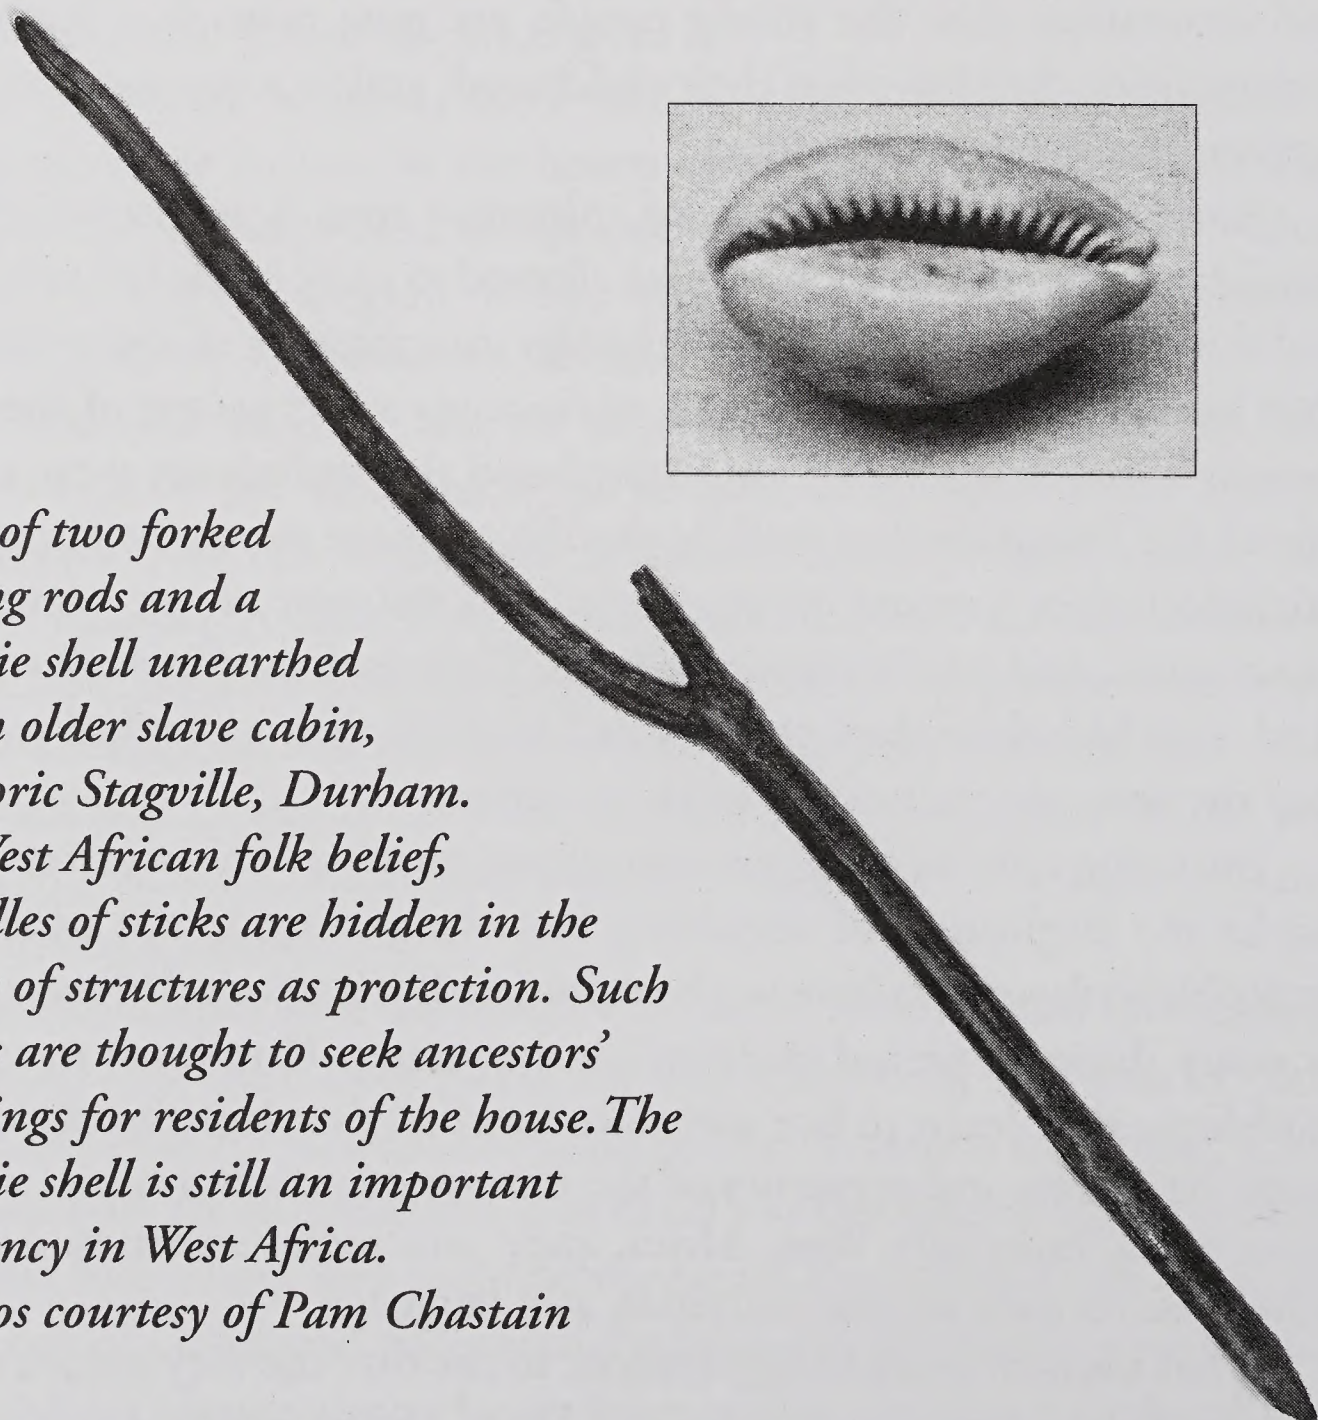 of two forked
g rods and a
ie shell unearthed
older slave cabin,
oric Stagville, Durham.
est African folk belief,
lles of sticks are hidden in the
of structures as protection. Such
are thought to seek ancestors’
ings for residents of the house. The
ie shell is still an important
ncy in West Africa.
os courtesy of Pam Chastain